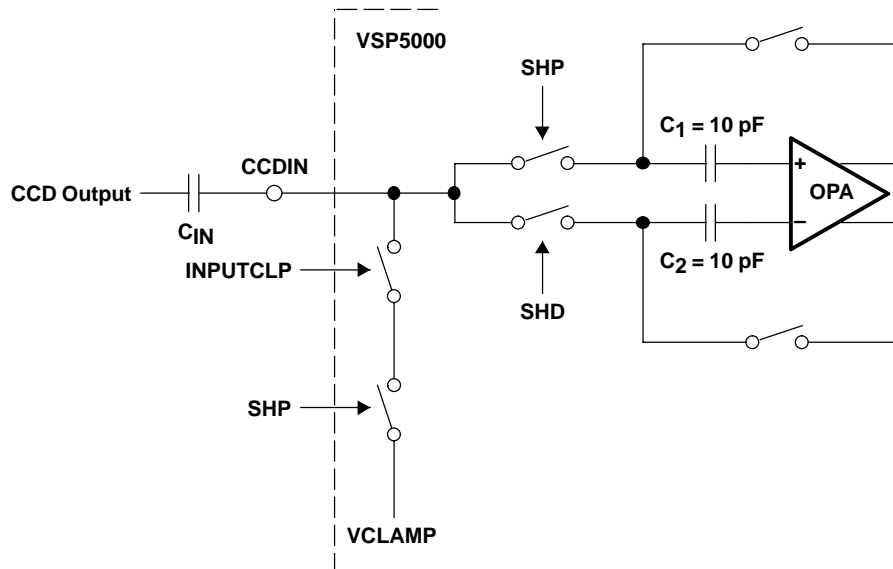 VSP5000
SHP
C1 = 10 pF
CCDIN
CCD Output
+
OPA
CIN
−
C2 = 10 pF
INPUTCLP
SHD
SHP
VCLAMP